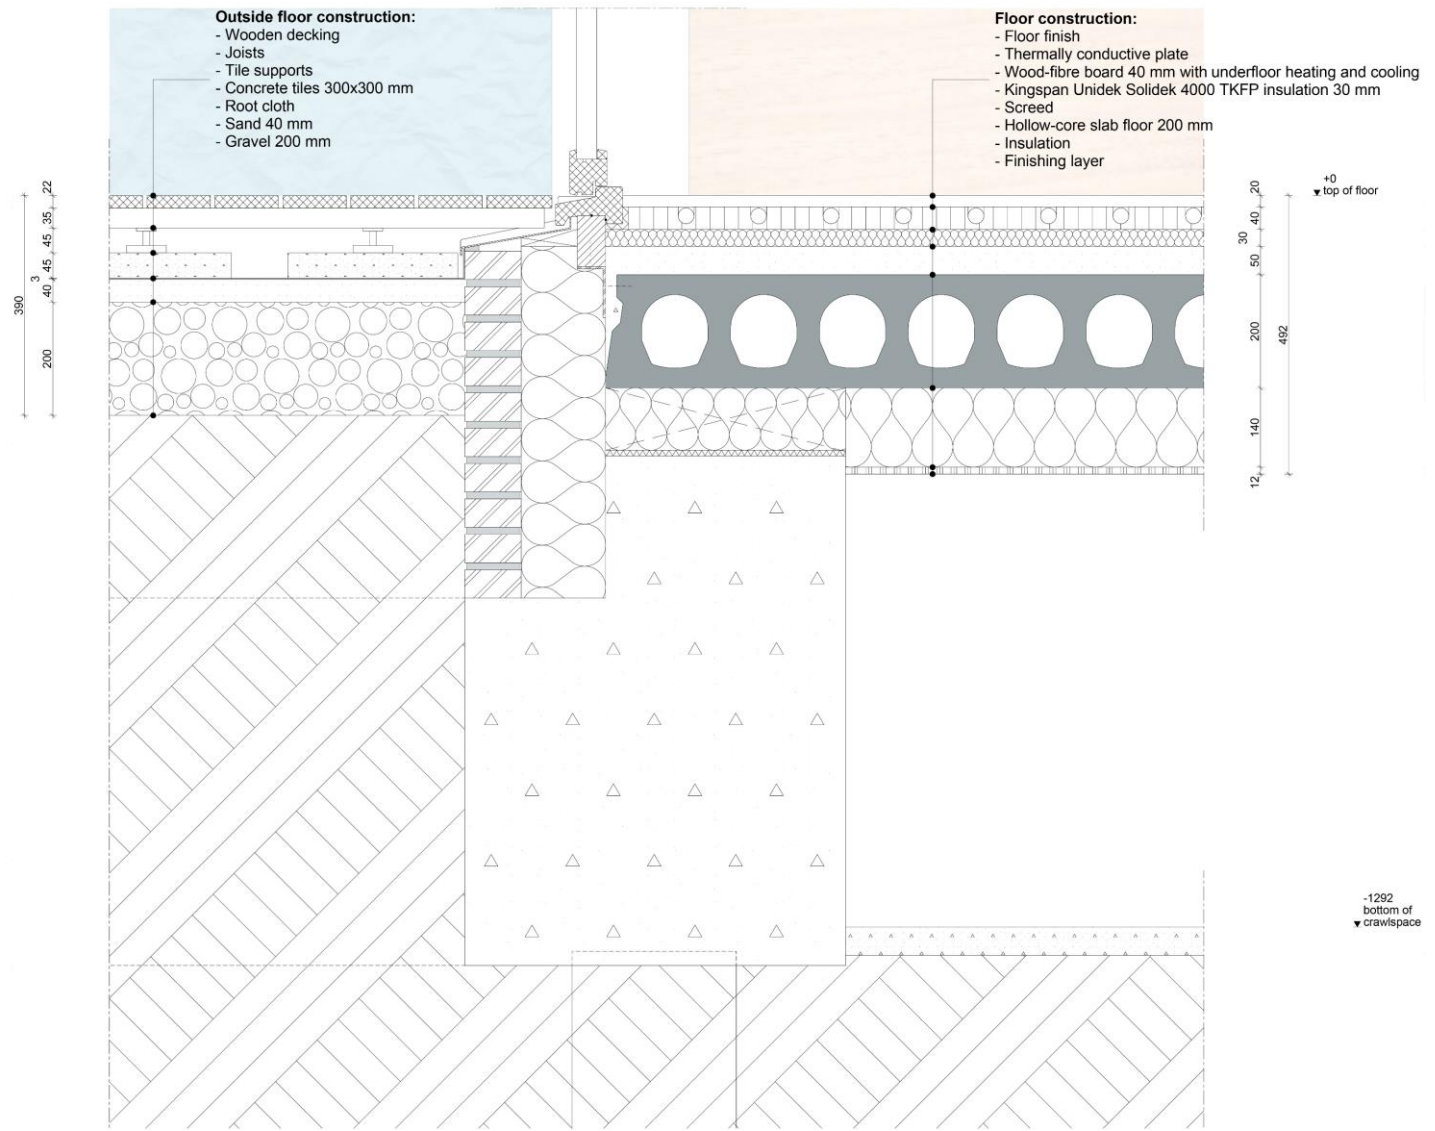 Outside floor construction:
- Wooden decking
- Joists
- Tile supports
- Concrete tiles 300x300 mm
- Root cloth
- Sand 40 mm
- Gravel 200 mm
Floor construction:
- Floor finish
- Thermally conductive plate
- Wood-fibre board 40 mm with underfloor heating and cooling
- Kingspan Unidek Solidek 4000 TKFP insulation 30 mm
- Screed
- Hollow-core slab floor 200 mm
- Insulation
- Finishing layer
22
35
45
45
3
40
200
390
20
40
30
50
200
140
12
492
+0
top of floor
-1292
bottom of
crawlspace